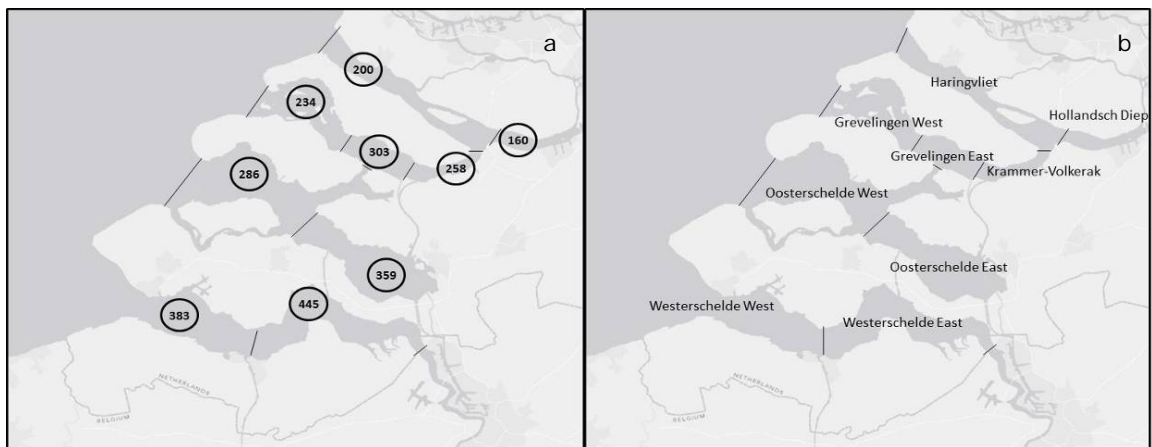 a
200
234
160
303
258
286
359
445
383
NETHERLANDS
BELGIUM
b
Haringvliet
Hollandsch Diep
Grevelingen West
Grevelingen East
Krammer-Volkerak
Oosterschelde West
Oosterschelde East
Westerschelde West
Westerschelde East
NETHERLANDS
BELGIUM